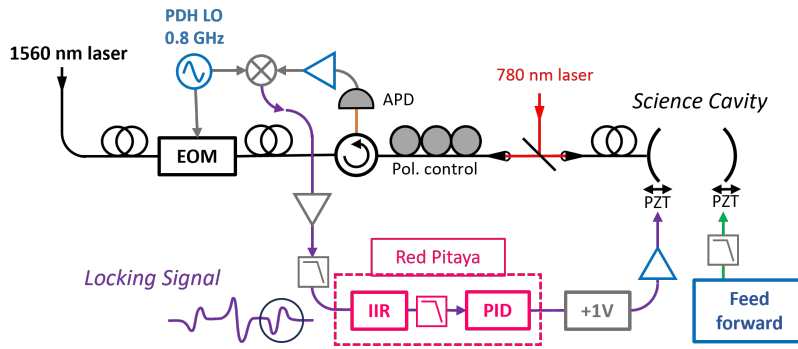 PDH LO
0.8 GHz
1560 nm laser
780 nm laser
APD
Science Cavity
EOM
Pol. control
PZT
PZT
Red Pitaya
Locking Signal
IIR
PID
+1V
Feed
forward